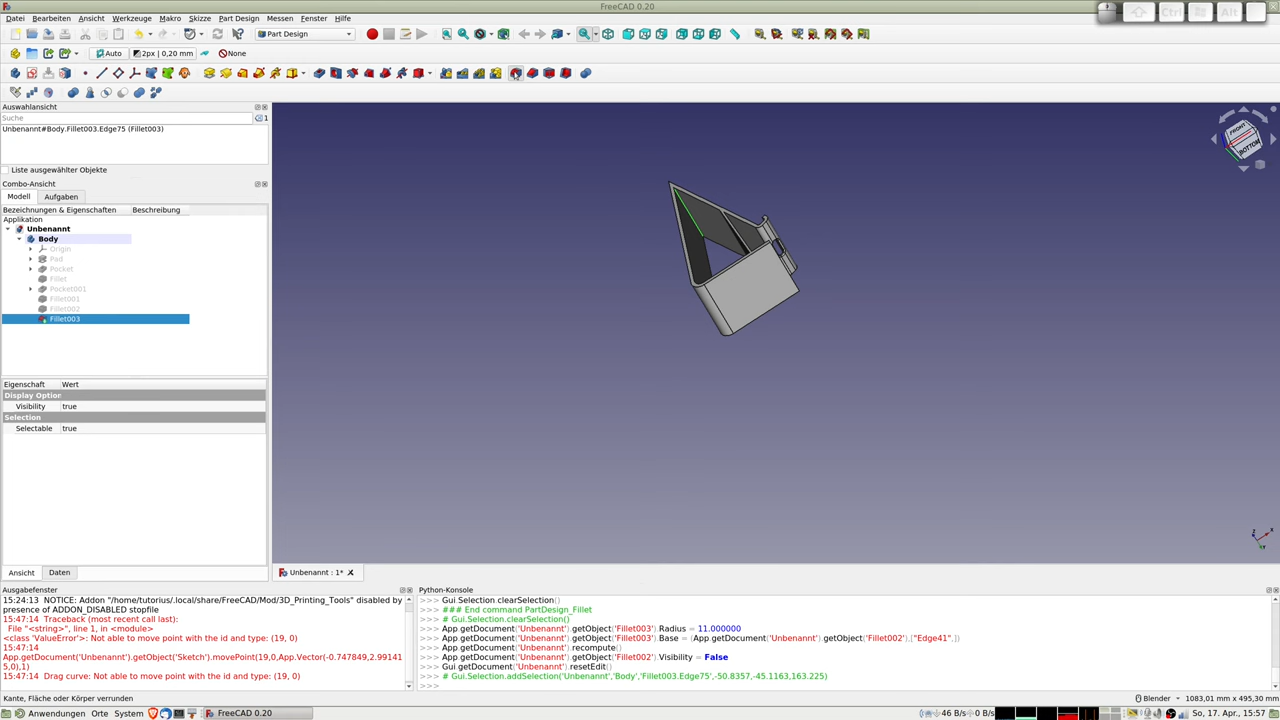 FreeCAD 0.20
Datei Bearbeiten Ansicht Werkzeuge Makro Skizze Part Design Messen Fenster Hilfe
Part Design
Auto 2px | 0,20 mm None
Auswahlansicht
Suche 1
Unbenannt#Body.Fillet003.Edge75 (Fillet003)
Liste ausgewählter Objekte
Combo-Ansicht
Modell Aufgaben
Bezeichnungen & Eigenschaften Beschreibung
Applikation
Unbenannt
Body
Origin
Pad
Pocket
Fillet
Pocket001
Fillet001
Fillet002
Fillet003
Eigenschaft Wert
Display Option
Visibility true
Selection
Selectable true
Ansicht Daten
FRONT
BOTTOM
Unbenannt : 1*
Ausgabefenster
15:24:13 NOTICE: Addon "/home/tutorius/.local/share/FreeCAD/Mod/3D_Printing_Tools" disabled by
presence of ADDON_DISABLED stopfile
15:47:14 Traceback (most recent call last):
File "<string>", line 1, in <module>
<class 'ValueError'>: Not able to move point with the id and type: (19, 0)
15:47:14
App.getDocument('Unbenannt').getObject('Sketch').movePoint(19,0,App.Vector(-0.747849,2.99141
5,0),1)
15:47:14 Drag curve: Not able to move point with the id and type: (19, 0)
Python-Konsole
>>> Gui.Selection.clearSelection()
>>> ### End command PartDesign_Fillet
>>> # Gui.Selection.clearSelection()
>>> App.getDocument('Unbenannt').getObject('Fillet003').Radius = 11.000000
>>> App.getDocument('Unbenannt').getObject('Fillet003').Base = (App.getDocument('Unbenannt').getObject('Fillet002'),["Edge41",])
>>> App.getDocument('Unbenannt').recompute()
>>> App.getDocument('Unbenannt').getObject('Fillet002').Visibility = False
>>> Gui.getDocument('Unbenannt').resetEdit()
>>> # Gui.Selection.addSelection('Unbenannt','Body','Fillet003.Edge75',-50.8357,-45.1163,163.225)
>>>
Kante, Fläche oder Körper verrunden
Blender 1083,01 mm x 495,30 mm
Anwendungen Orte System FreeCAD 0.20 46 B/s 0 B/s So, 17. Apr., 15:57